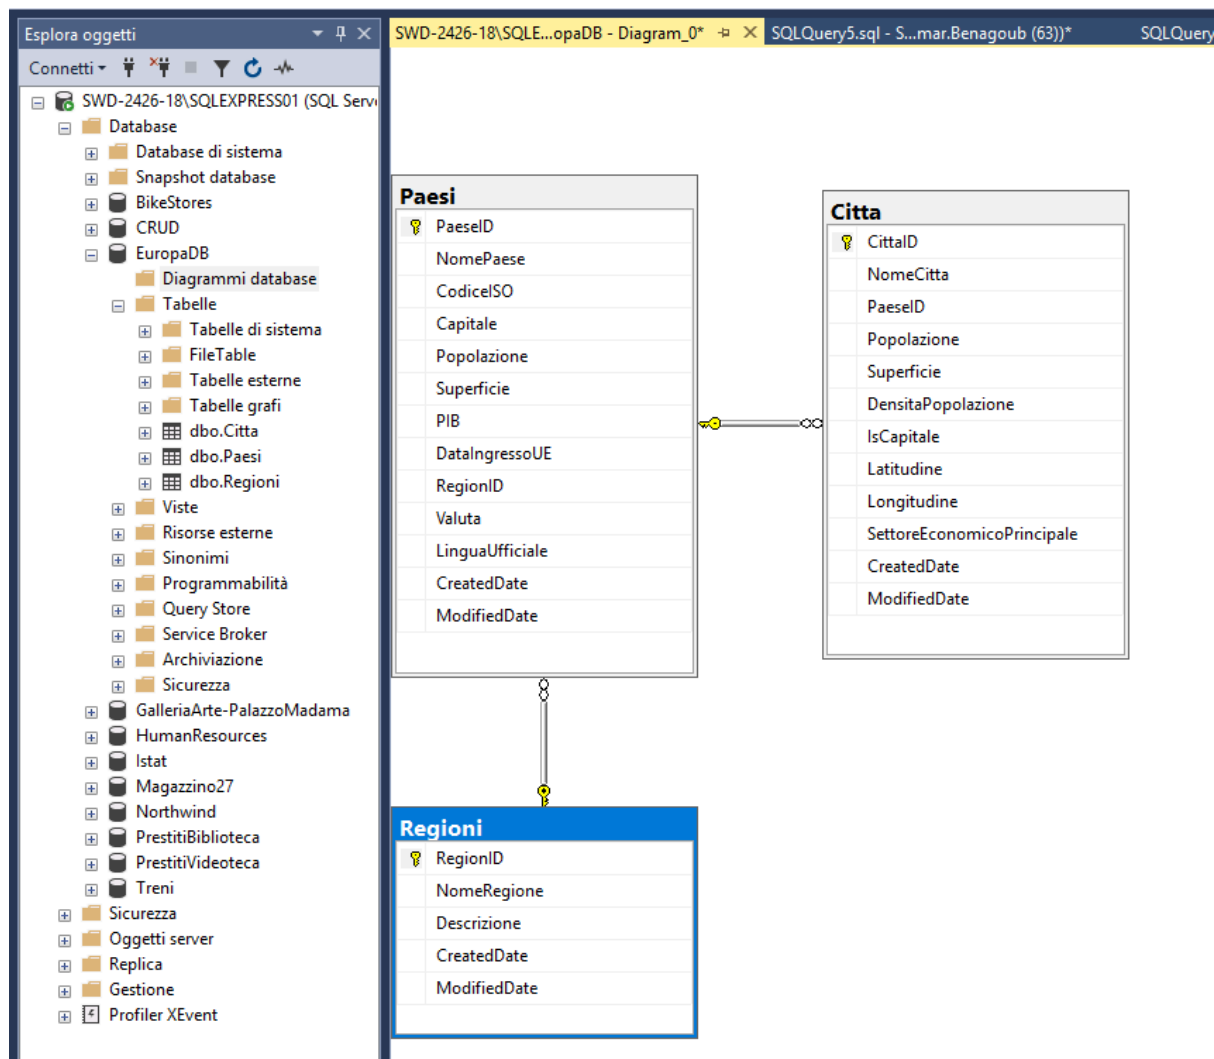 Esplora oggetti
Connetti
SWD-2426-18\SQLEXPRESS01 (SQL Serv
Database
Database di sistema
Snapshot database
BikeStores
CRUD
EuropaDB
Diagrammi database
Tabelle
Tabelle di sistema
FileTable
Tabelle esterne
Tabelle grafi
dbo.Citta
dbo.Paesi
dbo.Regioni
Viste
Risorse esterne
Sinonimi
Programmabilità
Query Store
Service Broker
Archiviazione
Sicurezza
GalleriaArte-PalazzoMadama
HumanResources
Istat
Magazzino27
Northwind
PrestitiBiblioteca
PrestitiVideoteca
Treni
Sicurezza
Oggetti server
Replica
Gestione
Profiler XEvent
SWD-2426-18\SQLE...opaDB - Diagram_0*
SQLQuery5.sql - S...mar.Benagoub (63))*
SQLQuery
Paesi
PaeseID
NomePaese
CodiceISO
Capitale
Popolazione
Superficie
PIB
DataIngressoUE
RegionID
Valuta
LinguaUfficiale
CreatedDate
ModifiedDate
Citta
CittaID
NomeCitta
PaeseID
Popolazione
Superficie
DensitaPopolazione
IsCapitale
Latitudine
Longitudine
SettoreEconomicoPrincipale
CreatedDate
ModifiedDate
Regioni
RegionID
NomeRegione
Descrizione
CreatedDate
ModifiedDate